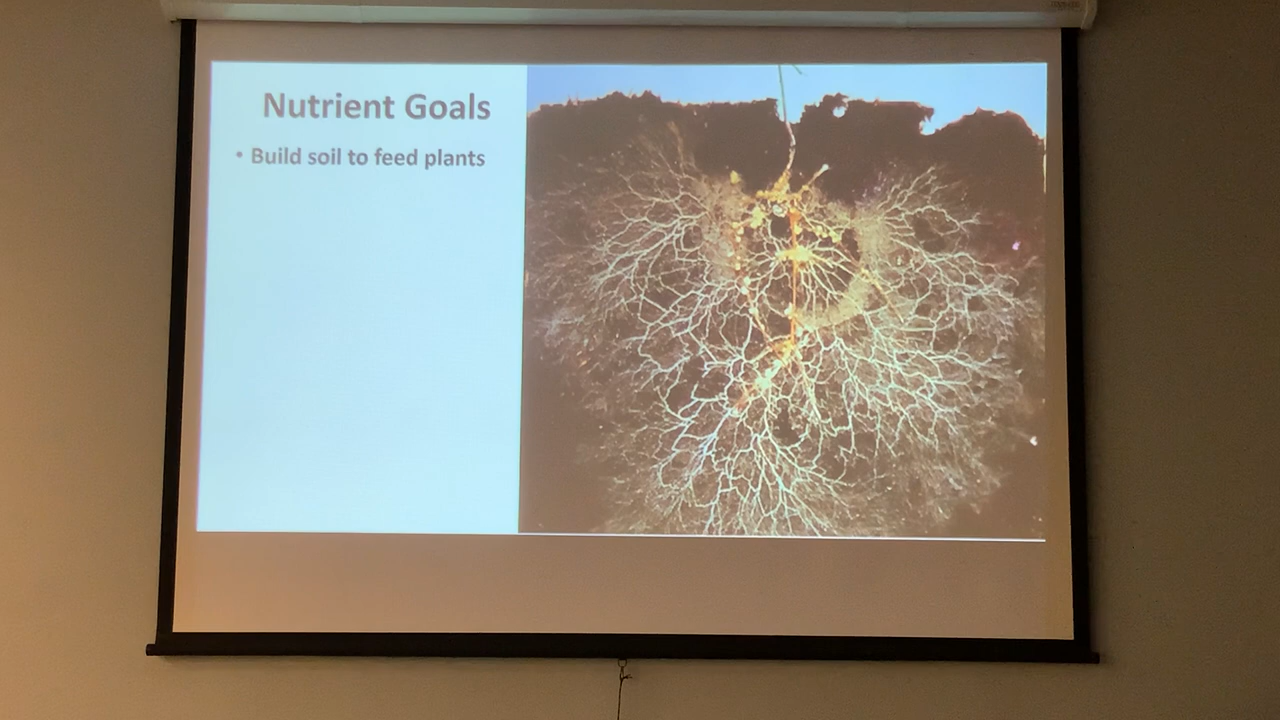 Nutrient Goals
• Build soil to feed plants